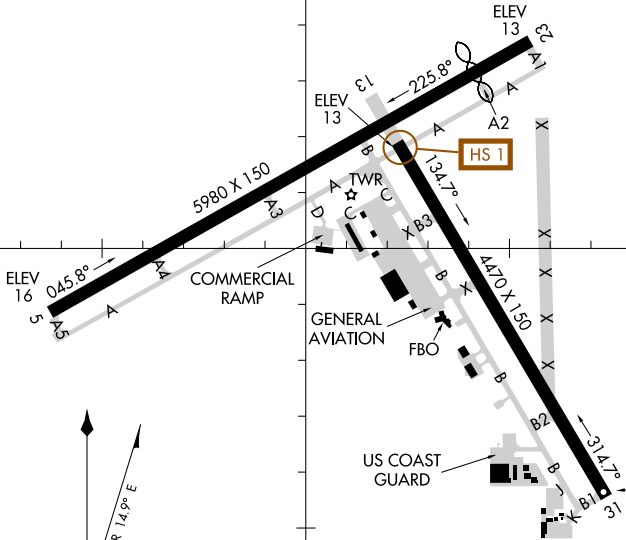 ELEV
13
23
A1
13
225.8°
ELEV
13
A
A2
A
B
HS 1
134.7°
TWR
5980 X 150
A
A3
D
C
C
X
B3
X
X
X
045.8°
ELEV
16
A4
COMMERCIAL
RAMP
B
X
4470 X 150
X
5
A5
A
GENERAL
AVIATION
FBO
X
B
B2
314.7°
US COAST
GUARD
B
J
B1
K
31
R 14.9° E